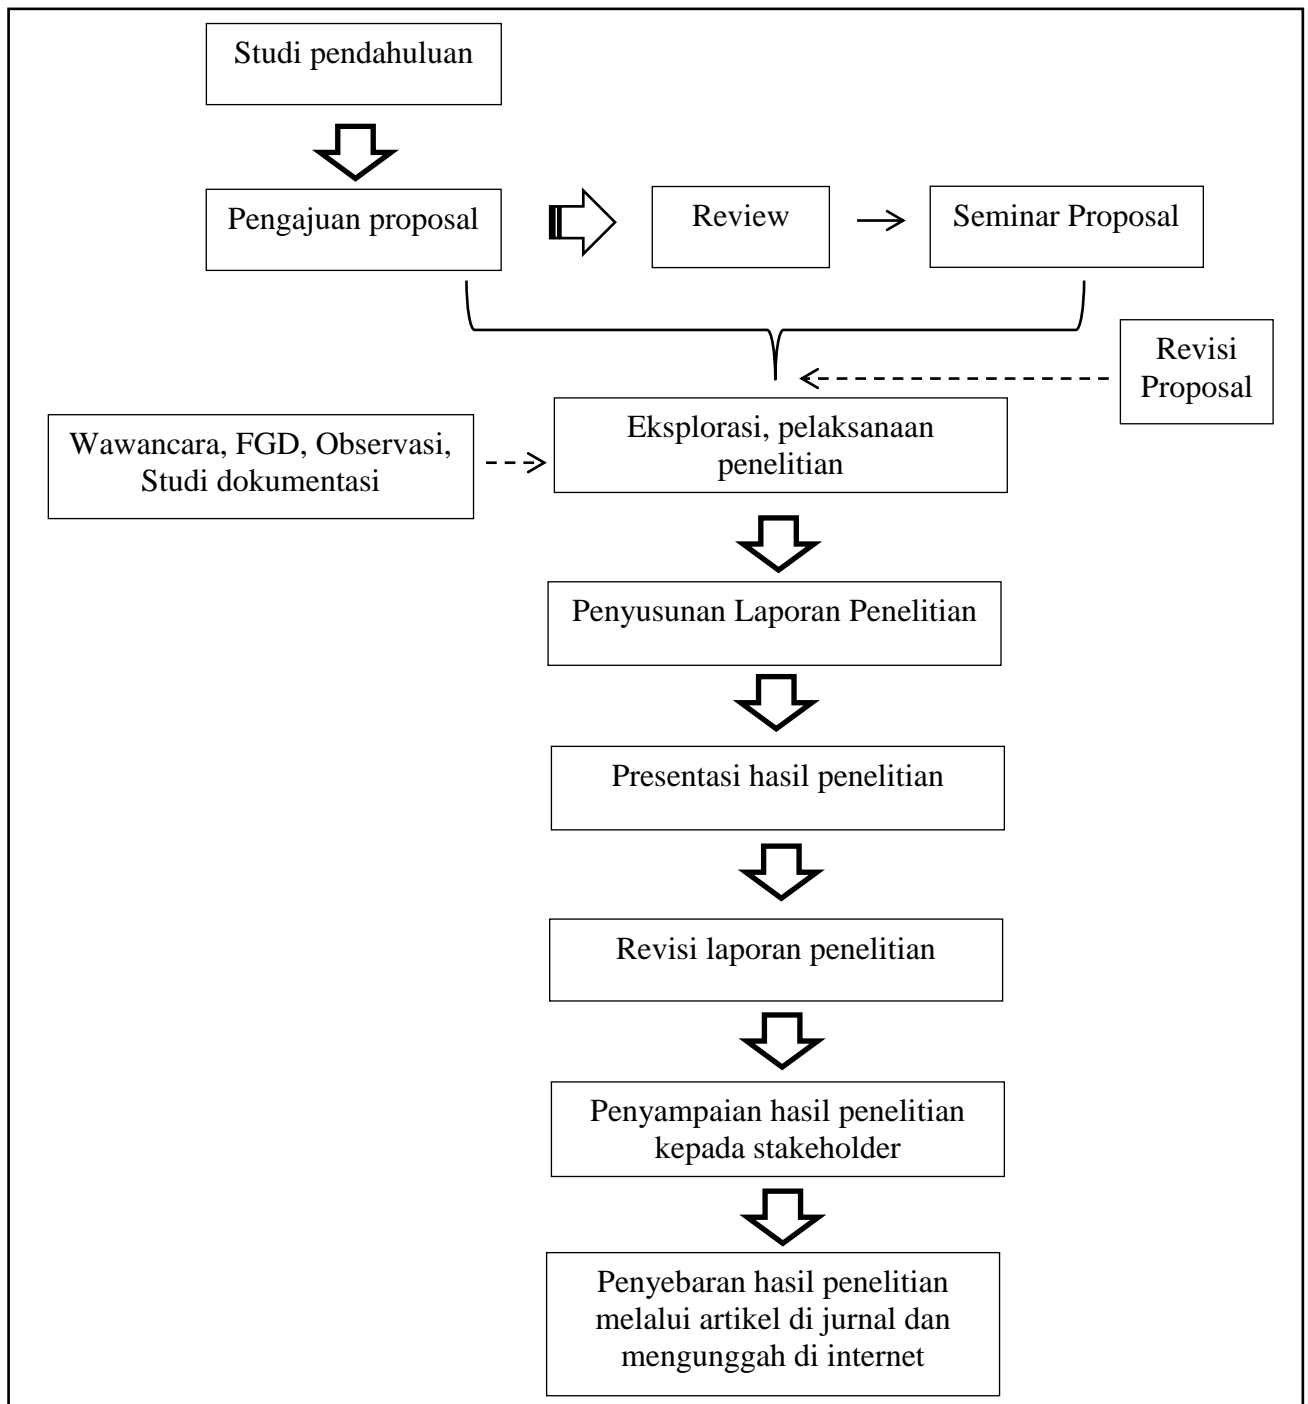 Studi pendahuluan
Pengajuan proposal
Review
Seminar Proposal
Revisi
Proposal
Wawancara, FGD, Observasi,
Studi dokumentasi
Eksplorasi, pelaksanaan
penelitian
Penyusunan Laporan Penelitian
Presentasi hasil penelitian
Revisi laporan penelitian
Penyampaian hasil penelitian
kepada stakeholder
Penyebaran hasil penelitian
melalui artikel di jurnal dan
mengunggah di internet